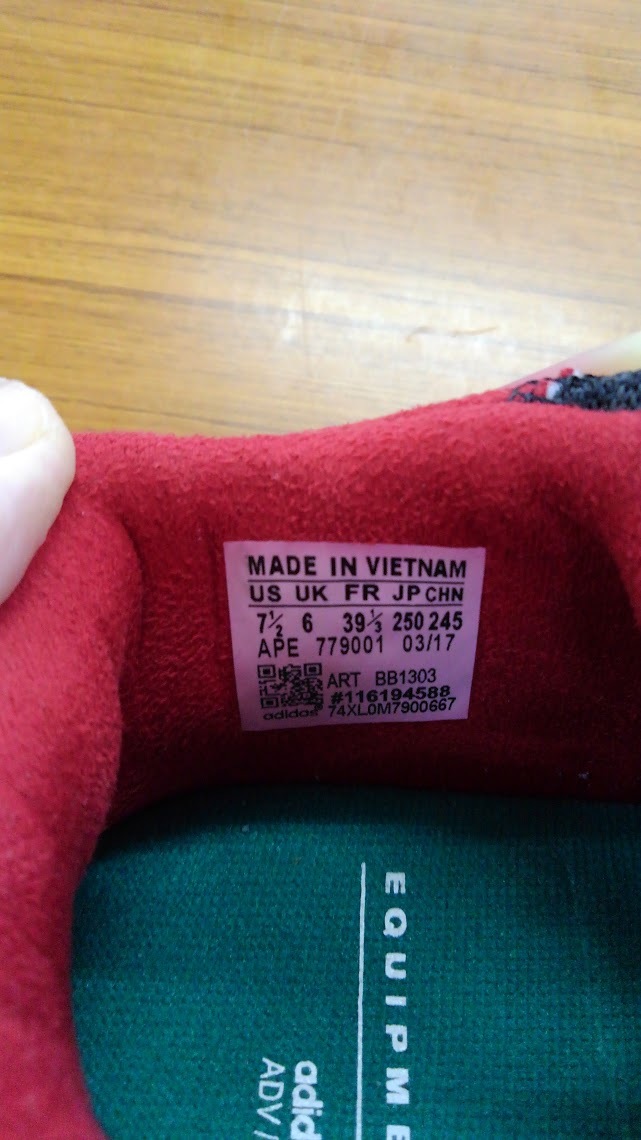 MADE IN VIETNAM
US UK FR JP CHN
7½ 6 39⅓ 250 245
APE 779001 03/17
ART BB1303
#116194588
adidas 74XL0M7900667
EQUIPME
adid
ADV/